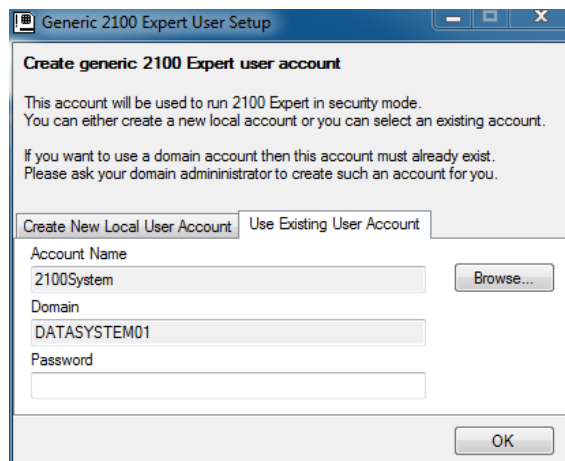 Generic 2100 Expert User Setup
Create generic 2100 Expert user account
This account will be used to run 2100 Expert in security mode.
You can either create a new local account or you can select an existing account.
If you want to use a domain account then this account must already exist.
Please ask your domain admininistrator to create such an account for you.
Create New Local User Account Use Existing User Account
Account Name
2100System Browse...
Domain
DATASYSTEM01
Password
OK